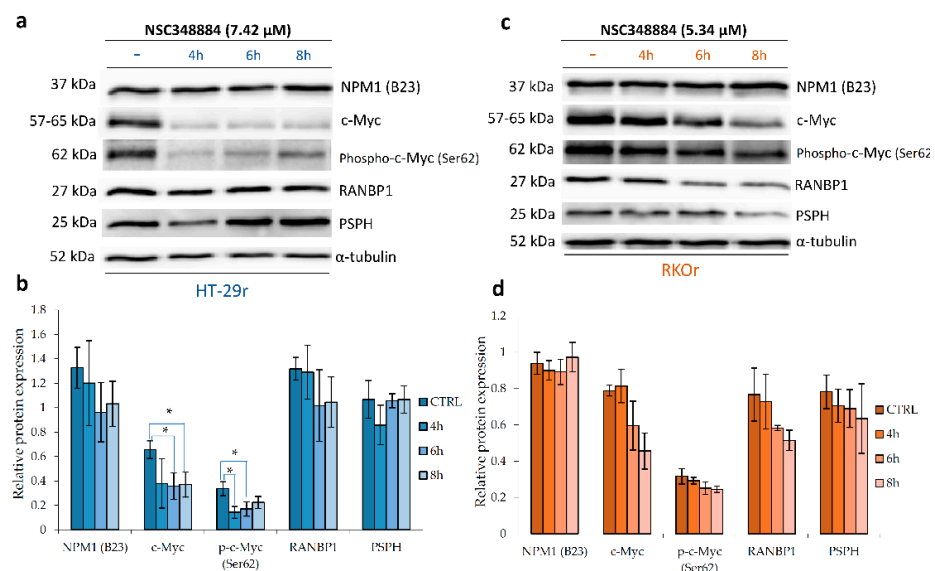 a
NSC348884 (7.42 µM)
– 4h 6h 8h
37 kDa NPM1 (B23)
57-65 kDa c-Myc
62 kDa Phospho-c-Myc (Ser62)
27 kDa RANBP1
25 kDa PSPH
52 kDa α-tubulin
HT-29r
c
NSC348884 (5.34 µM)
– 4h 6h 8h
37 kDa NPM1 (B23)
57-65 kDa c-Myc
62 kDa Phospho-c-Myc (Ser62
27 kDa RANBP1
25 kDa PSPH
52 kDa α-tubulin
RKOr
b
Relative protein expression
1.8
1.6
1.4
1.2
1
0.8
0.6
0.4
0.2
0
*
*
*
*
CTRL
4h
6h
8h
NPM1 (B23) c-Myc p-c-Myc RANBP1 PSPH
(Ser62)
d
Relative protein expression
1.2
1
0.8
0.6
0.4
0.2
0
CTRL
4h
6h
8h
NPM1 (B23) c-Myc p-c-Myc RANBP1 PSPH
(Ser62)